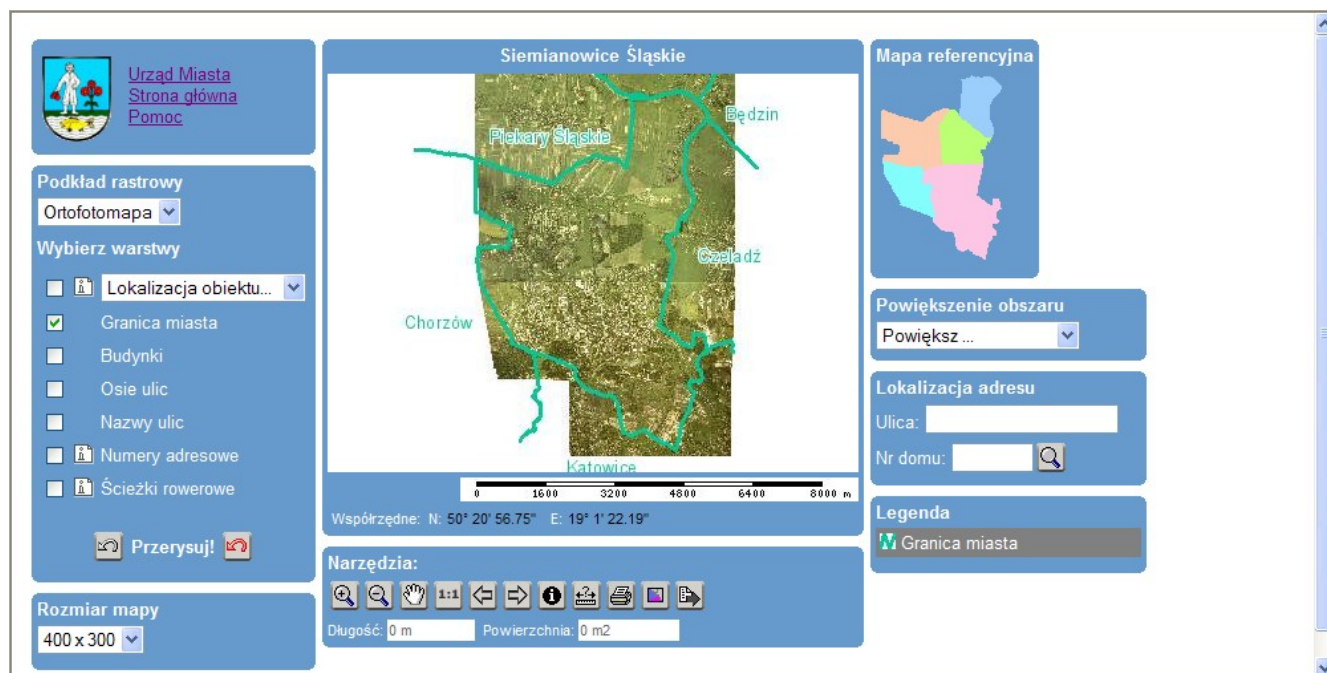 Urząd Miasta
Strona główna
Pomoc
Podkład rastrowy
Ortofotomapa
Wybierz warstwy
Lokalizacja obiektu...
Granica miasta
Budynki
Osie ulic
Nazwy ulic
Numery adresowe
Ścieżki rowerowe
Przerysuj!
Rozmiar mapy
400 x 300
Siemianowice Śląskie
Będzin
Piekary Śląskie
Czeladź
Chorzów
Katowice
0 1600 3200 4800 6400 8000 m
Współrzędne: N: 50° 20' 56.75" E: 19° 1' 22.19"
Narzędzia:
1:1
Długość: 0 m Powierzchnia: 0 m2
Mapa referencyjna
Powiększenie obszaru
Powiększ ...
Lokalizacja adresu
Ulica:
Nr domu:
Legenda
Granica miasta